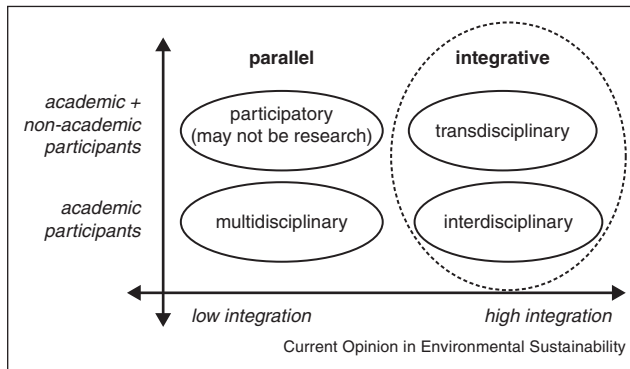 parallel
integrative
academic +
non-academic
participants
participatory
(may not be research)
transdisciplinary
academic
participants
multidisciplinary
interdisciplinary
low integration
high integration
Current Opinion in Environmental Sustainability